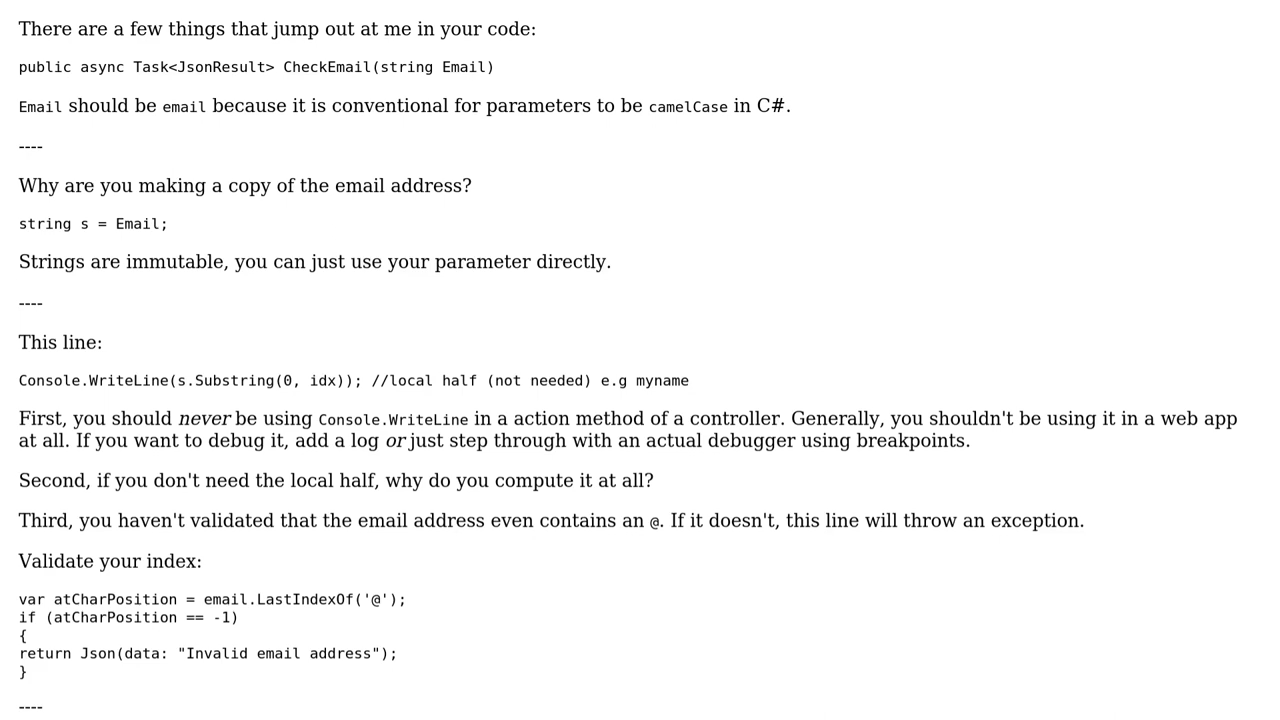 There are a few things that jump out at me in your code:
public async Task<JsonResult> CheckEmail(string Email)
Email should be email because it is conventional for parameters to be camelCase in C#.
----
Why are you making a copy of the email address?
string s = Email;
Strings are immutable, you can just use your parameter directly.
----
This line:
Console.WriteLine(s.Substring(0, idx)); //local half (not needed) e.g myname
First, you should never be using Console.WriteLine in a action method of a controller. Generally, you shouldn't be using it in a web app
at all. If you want to debug it, add a log or just step through with an actual debugger using breakpoints.
Second, if you don't need the local half, why do you compute it at all?
Third, you haven't validated that the email address even contains an @. If it doesn't, this line will throw an exception.
Validate your index:
var atCharPosition = email.LastIndexOf('@');
if (atCharPosition == -1)
{
return Json(data: "Invalid email address");
}
----